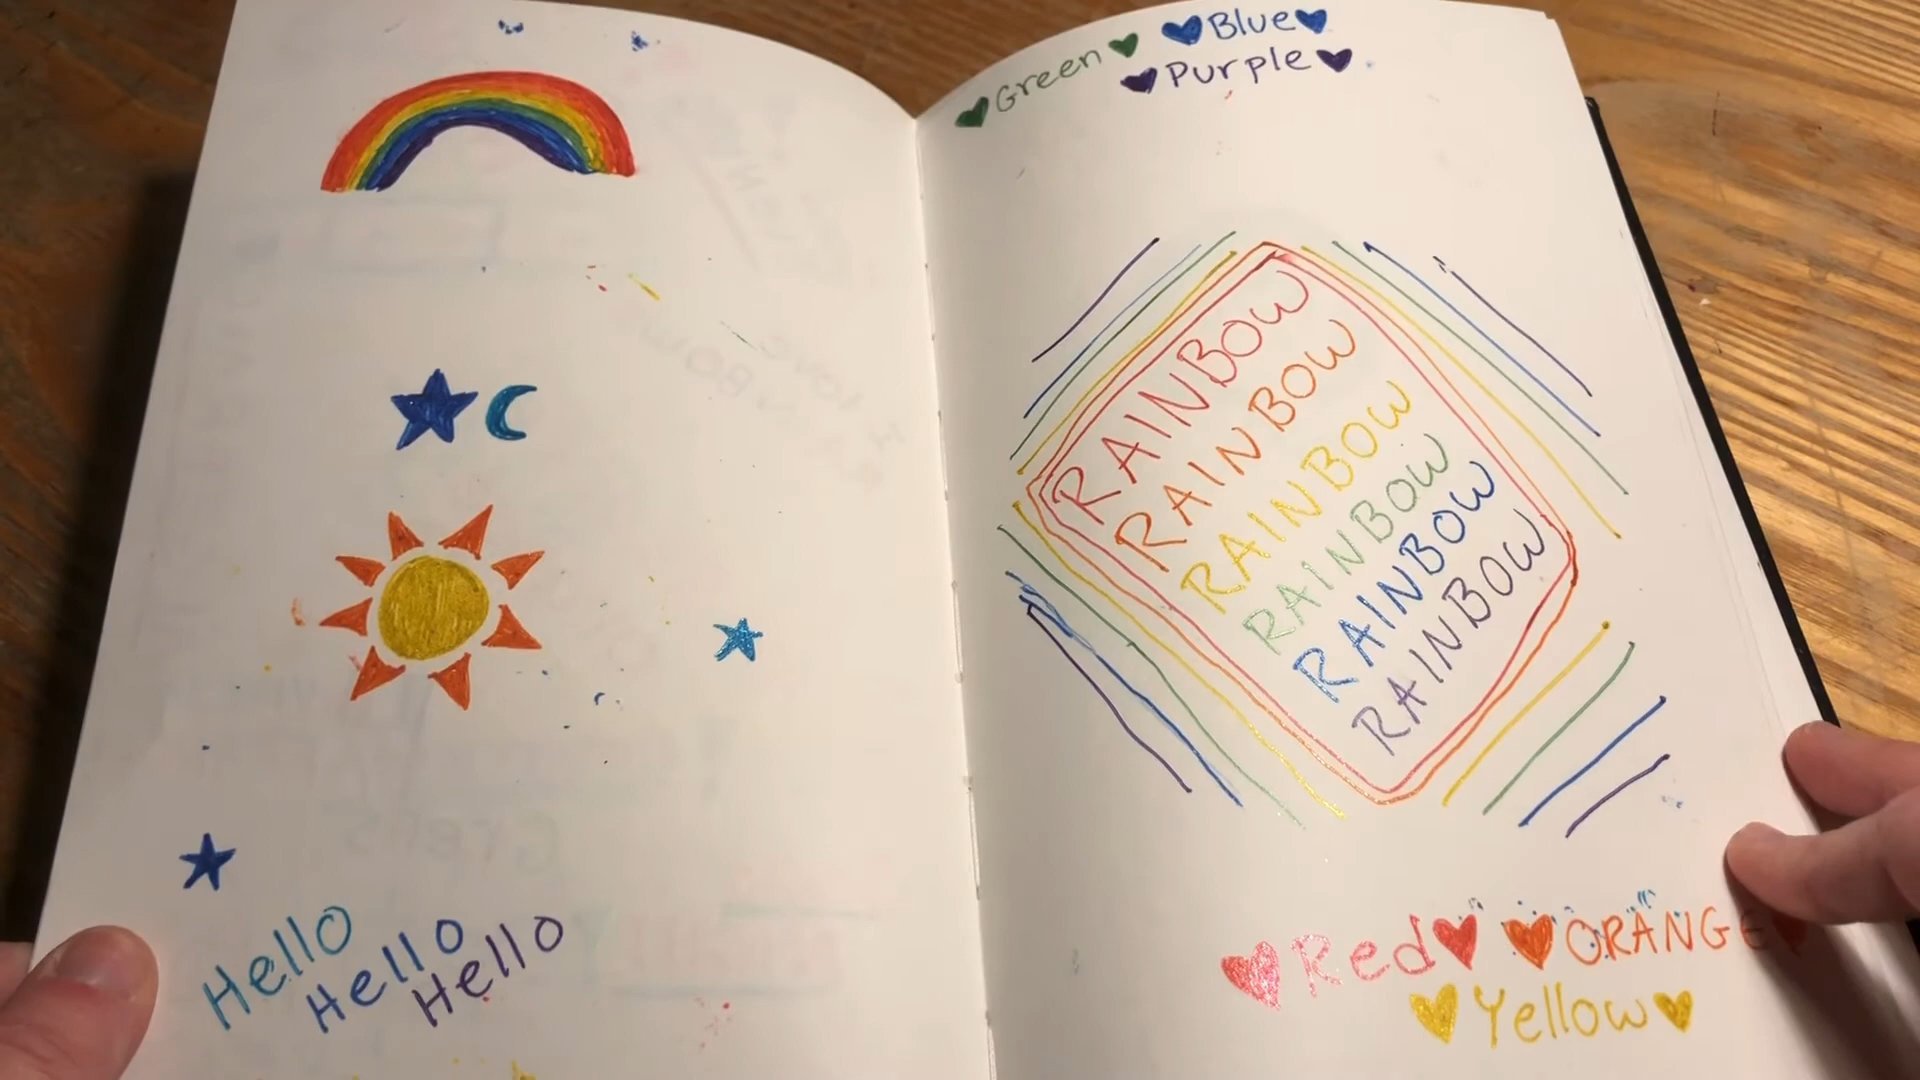 Hello
Hello
Hello
Green
Blue
Purple
RAINBOW
RAINBOW
RAINBOW
RAINBOW
RAINBOW
RAINBOW
Red ORANGE
Yellow